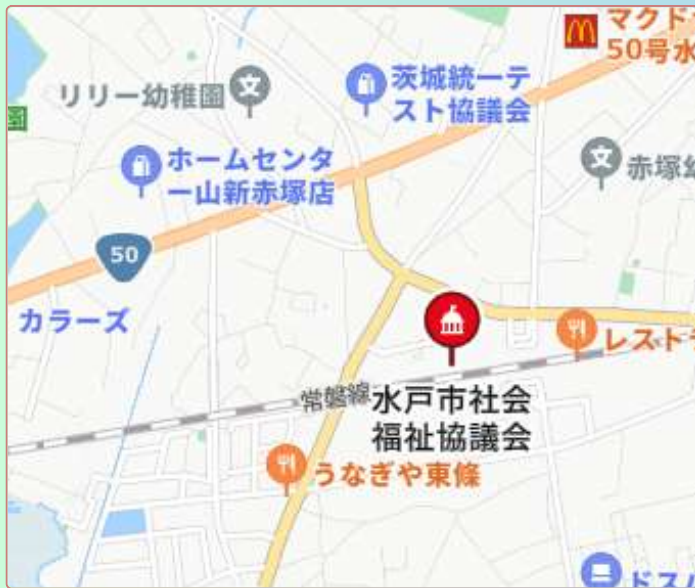 マクド
50号水
茨城統一テ
スト協議会
リリー幼稚園
園
赤塚幼
ホームセンタ
ー山新赤塚店
50
カラーズ
レストラ
常磐線
水戸市社会
福祉協議会
うなぎや東條
ドスパ